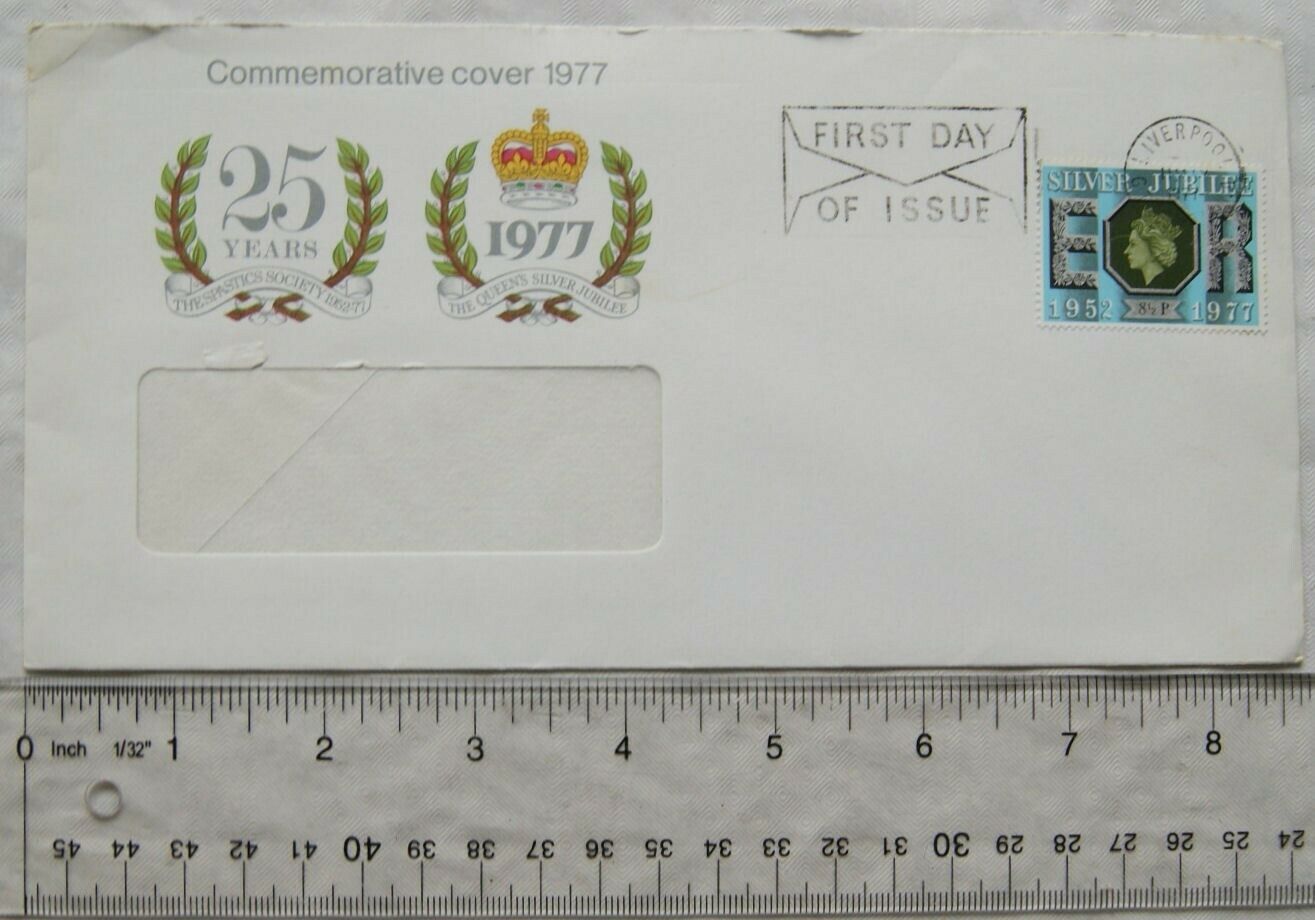 Commemorative cover 1977
25
YEARS
THE SPASTICS SOCIETY 1952-77
1977
THE QUEEN'S SILVER JUBILEE
FIRST DAY
OF ISSUE
LIVERPOOL
SILVER JUBILEE
E R
1952 8½P 1977
0 Inch 1/32" 1 2 3 4 5 6 7 8
45 44 43 42 41 40 39 38 37 36 35 34 33 32 31 30 29 28 27 26 25 24